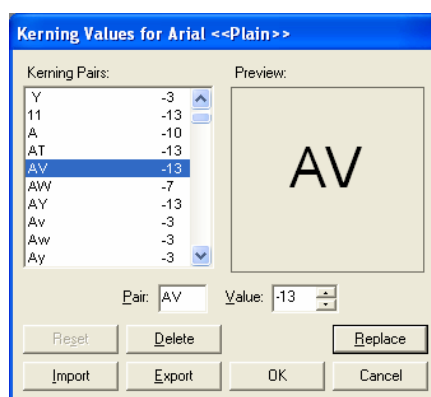 Kerning Values for Arial <<Plain>>
Kerning Pairs:
Preview:
Y -3
11 -13
A -10
AT -13
AV -13
AW -7
AY -13
Av -3
Aw -3
Ay -3
AV
Pair: AV Value: -13
Reset Delete Replace
Import Export OK Cancel